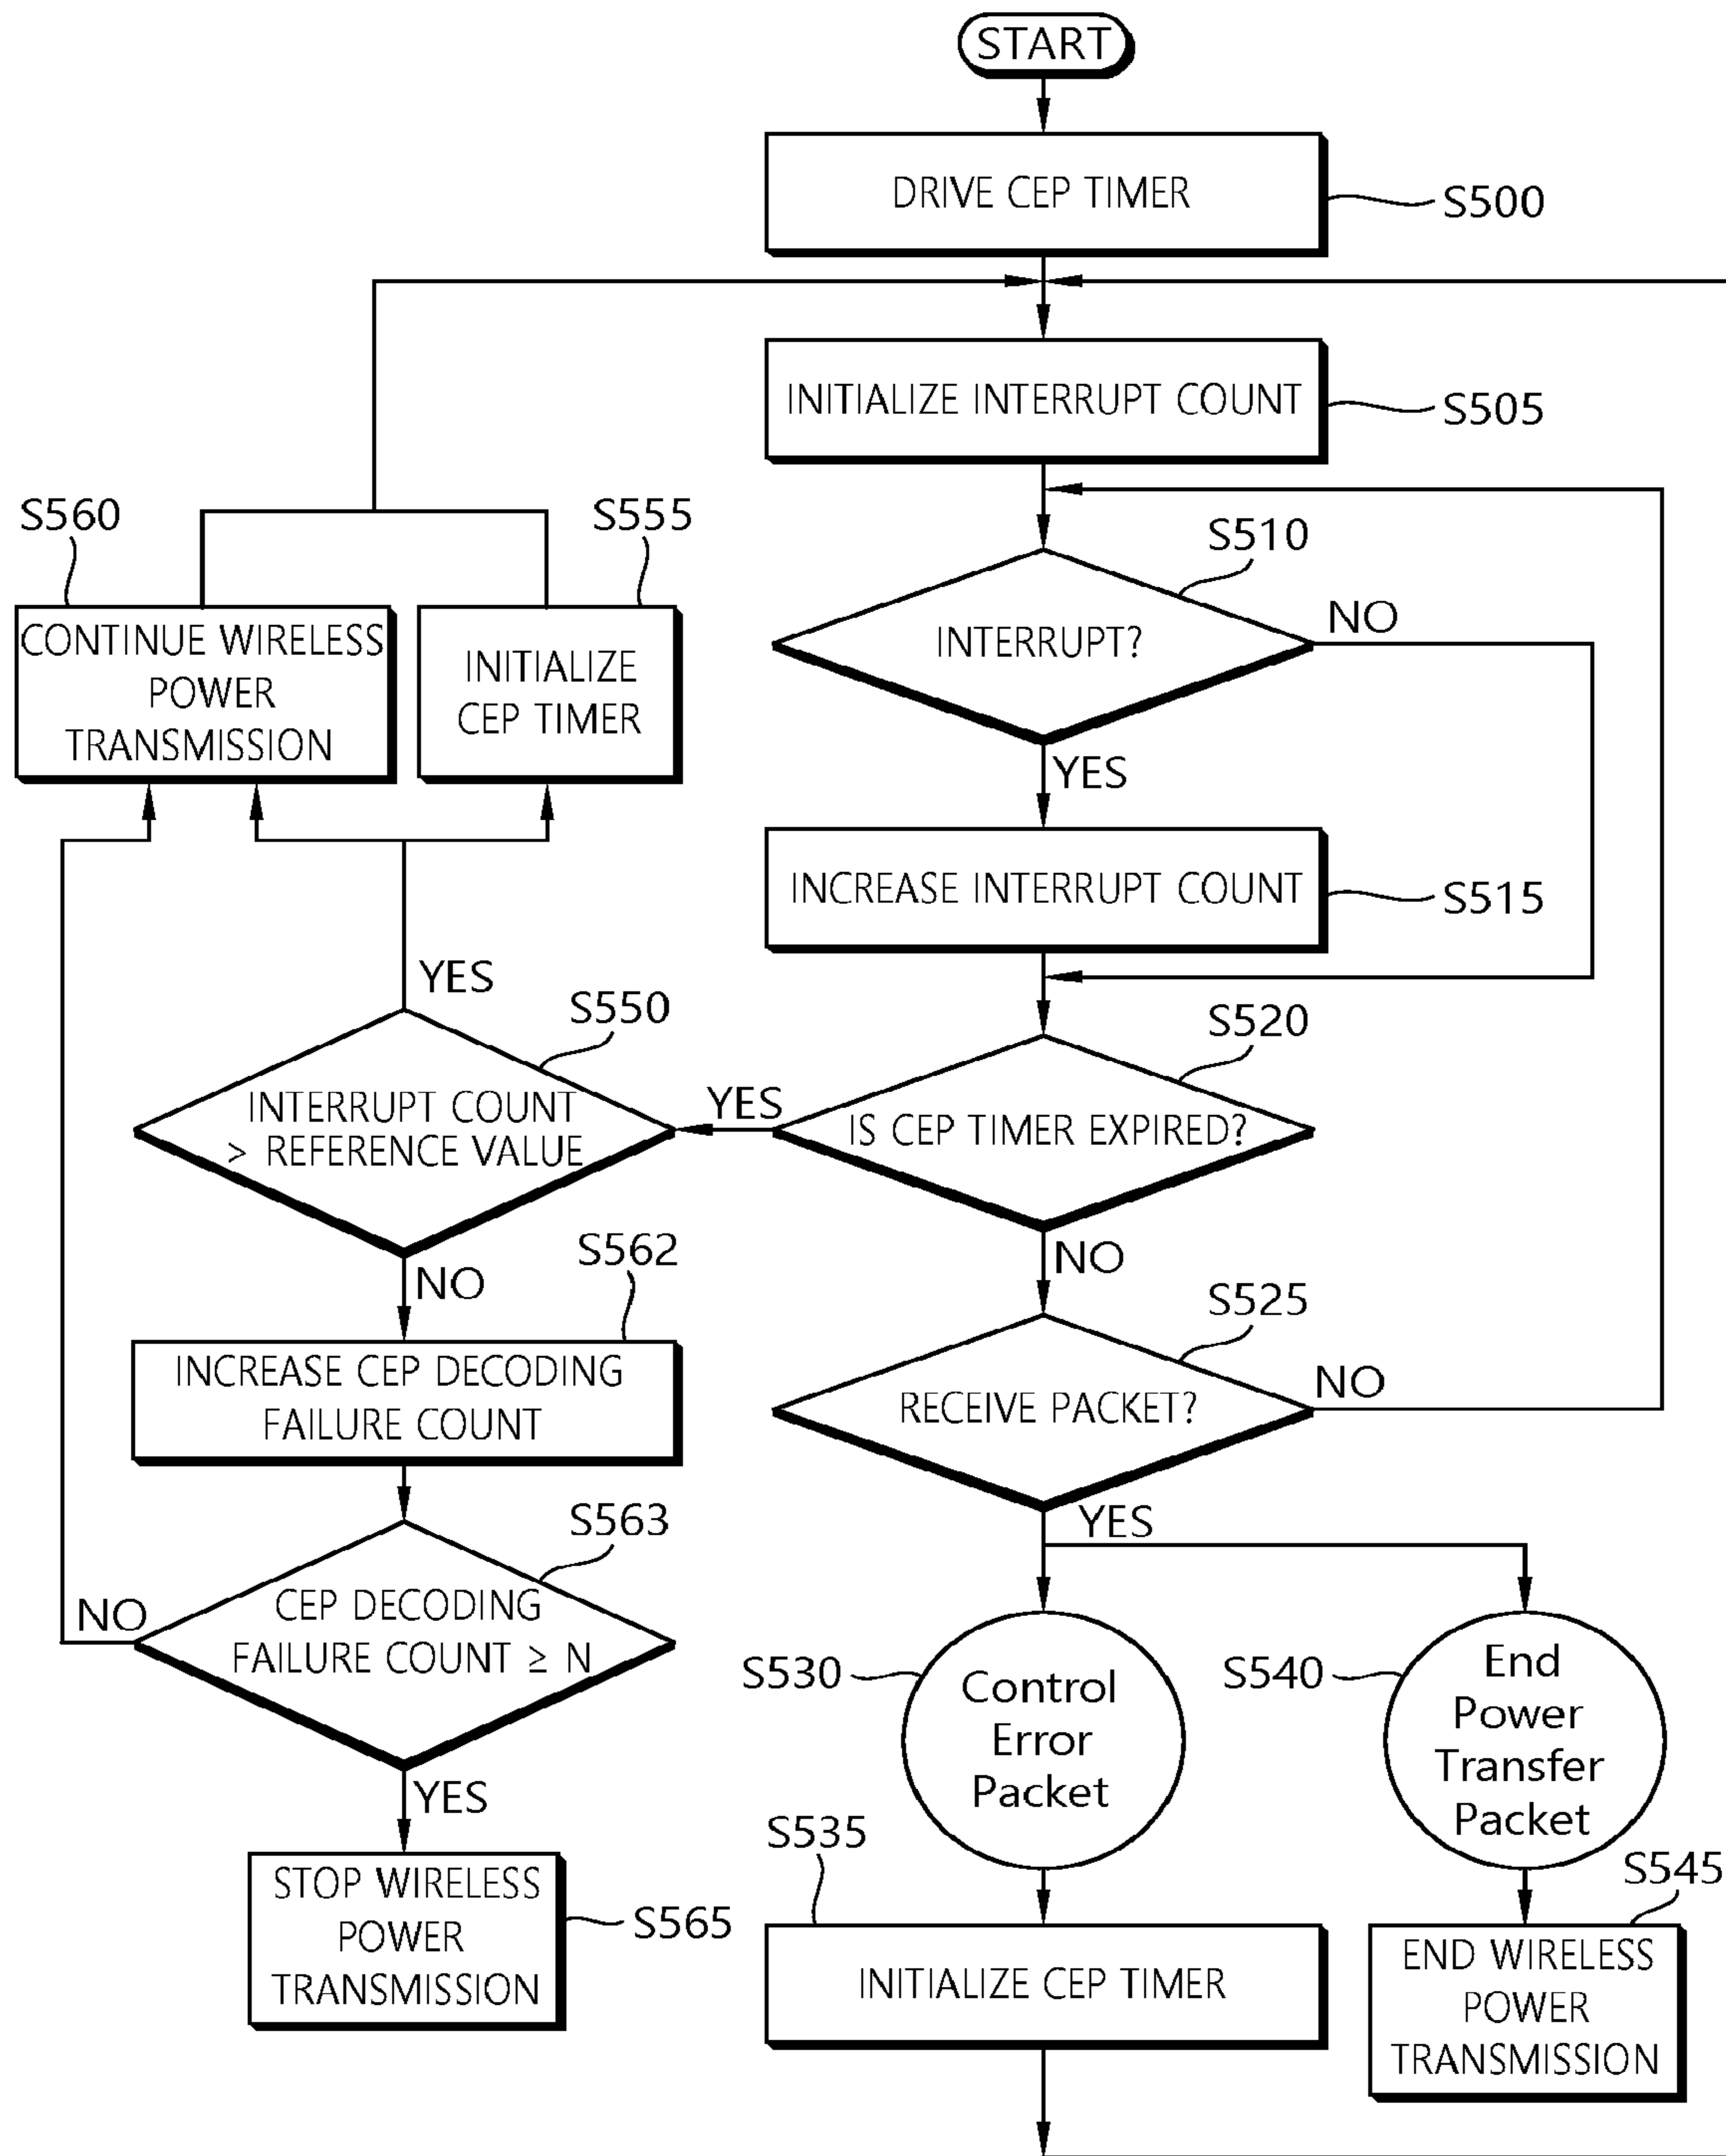 START
DRIVE CEP TIMER
S500
INITIALIZE INTERRUPT COUNT
S505
S560
S555
S510
CONTINUE WIRELESS
POWER
TRANSMISSION
INITIALIZE
CEP TIMER
INTERRUPT?
NO
YES
INCREASE INTERRUPT COUNT
S515
YES
S550
S520
INTERRUPT COUNT
> REFERENCE VALUE
YES
IS CEP TIMER EXPIRED?
NO
S562
NO
S525
INCREASE CEP DECODING
FAILURE COUNT
RECEIVE PACKET?
NO
S563
YES
CEP DECODING
FAILURE COUNT ≥ N
NO
S530
Control
Error
Packet
S540
End
Power
Transfer
Packet
YES
S535
S545
STOP WIRELESS
POWER
TRANSMISSION
S565
INITIALIZE CEP TIMER
END WIRELESS
POWER
TRANSMISSION